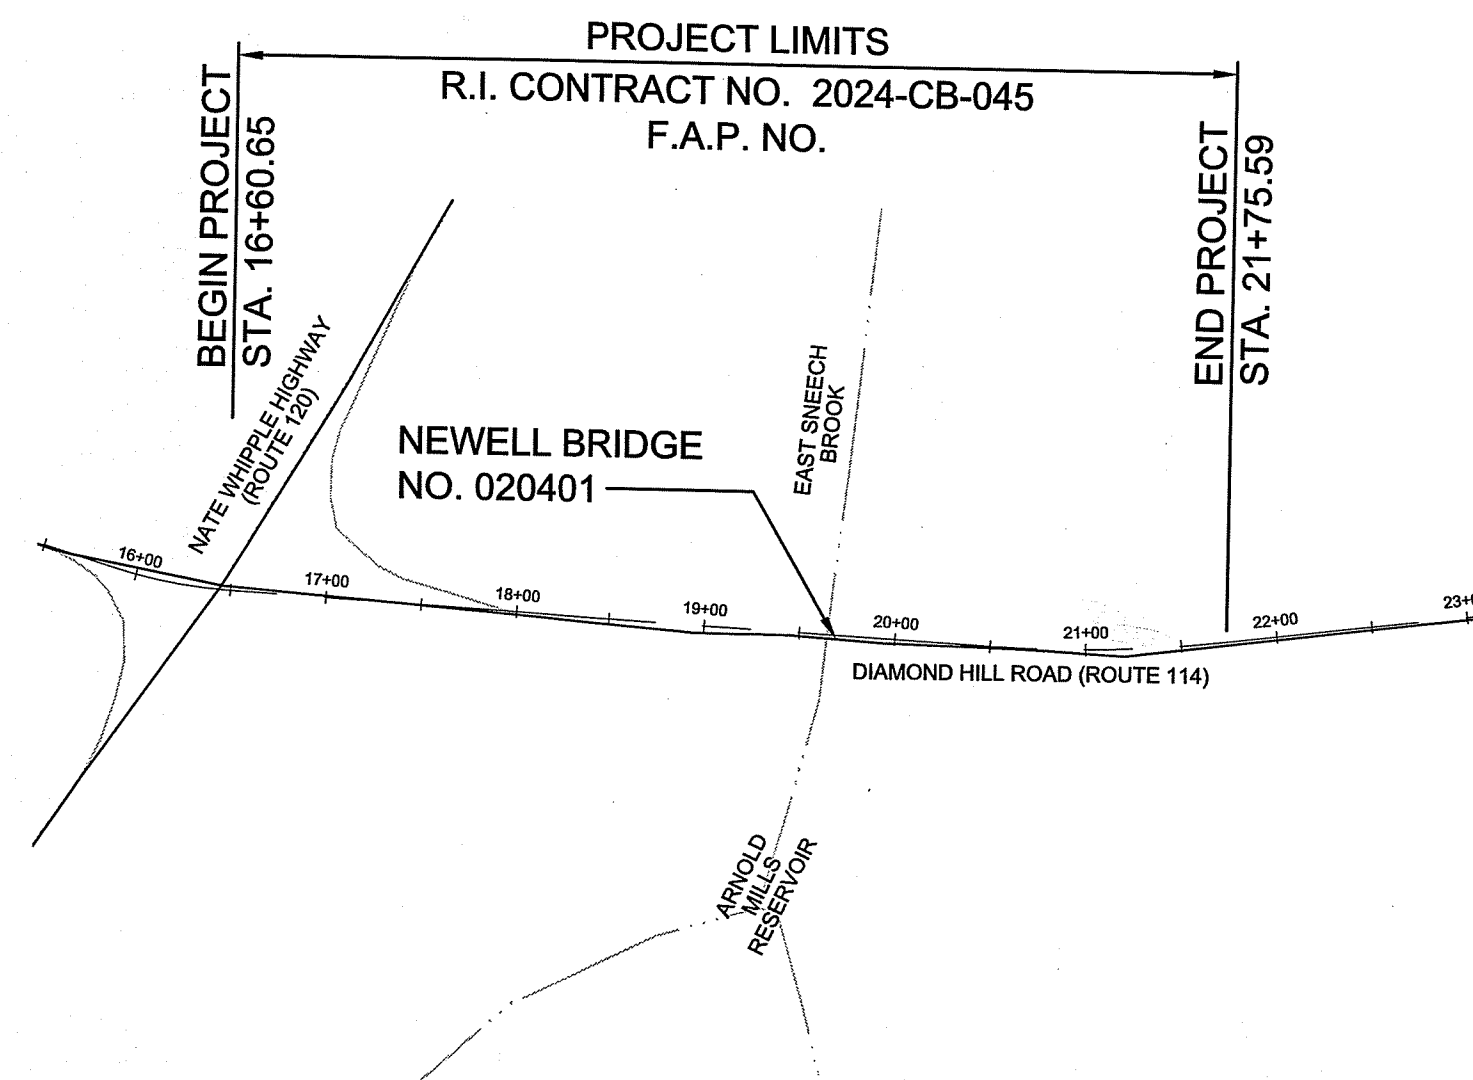 PROJECT LIMITS
R.I. CONTRACT NO. 2024-CB-045
F.A.P. NO.
BEGIN PROJECT
STA. 16+60.65
END PROJECT
STA. 21+75.59
NATE WHIPPLE HIGHWAY
(ROUTE 120)
NEWELL BRIDGE
NO. 020401
EAST SNEECH
BROOK
16+00
17+00
18+00
19+00
20+00
21+00
22+00
23+0
DIAMOND HILL ROAD (ROUTE 114)
ARNOLD
MILLS
RESERVOIR